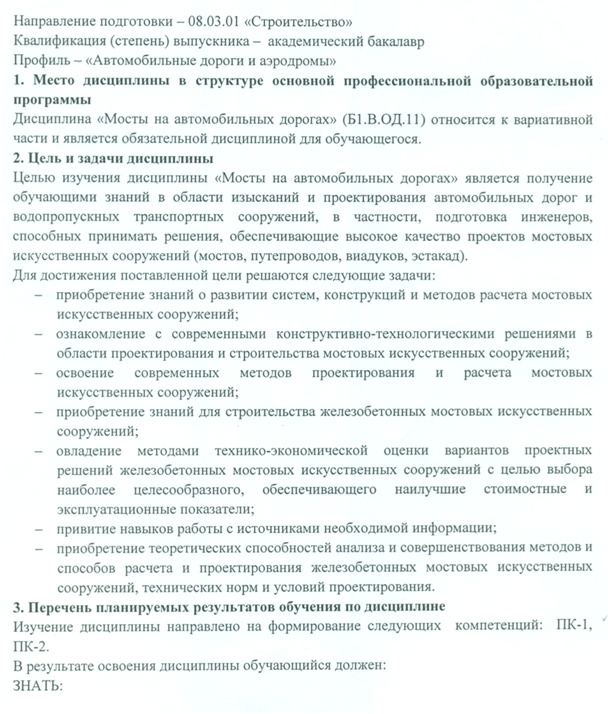 Направление подготовки – 08.03.01 «Строительство»
Квалификация (степень) выпускника – академический бакалавр
Профиль – «Автомобильные дороги и аэродромы»
1. Место дисциплины в структуре основной профессиональной образовательной
программы
Дисциплина «Мосты на автомобильных дорогах» (Б1.В.ОД.11) относится к вариативной
части и является обязательной дисциплиной для обучающегося.
2. Цель и задачи дисциплины
Целью изучения дисциплины «Мосты на автомобильных дорогах» является получение
обучающими знаний в области изысканий и проектирования автомобильных дорог и
водопропускных транспортных сооружений, в частности, подготовка инженеров,
способных принимать решения, обеспечивающие высокое качество проектов мостовых
искусственных сооружений (мостов, путепроводов, виадуков, эстакад).
Для достижения поставленной цели решаются следующие задачи:
– приобретение знаний о развитии систем, конструкций и методов расчета мостовых
искусственных сооружений;
– ознакомление с современными конструктивно-технологическими решениями в
области проектирования и строительства мостовых искусственных сооружений;
– освоение современных методов проектирования и расчета мостовых
искусственных сооружений;
– приобретение знаний для строительства железобетонных мостовых искусственных
сооружений;
– овладение методами технико-экономической оценки вариантов проектных
решений железобетонных мостовых искусственных сооружений с целью выбора
наиболее целесообразного, обеспечивающего наилучшие стоимостные и
эксплуатационные показатели;
– привитие навыков работы с источниками необходимой информации;
– приобретение теоретических способностей анализа и совершенствования методов и
способов расчета и проектирования железобетонных мостовых искусственных
сооружений, технических норм и условий проектирования.
3. Перечень планируемых результатов обучения по дисциплине
Изучение дисциплины направлено на формирование следующих компетенций: ПК-1,
ПК-2.
В результате освоения дисциплины обучающийся должен:
ЗНАТЬ: